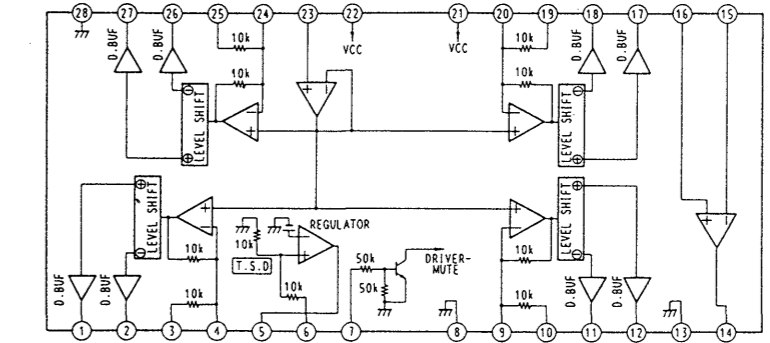 28 27 26 25 24 23 22 21 20 19 18 17 16 15
D.BUF D.BUF 10k VCC VCC 10k D.BUF D.BUF
10k 10k
LEVEL SHIFT − + − + + − − + − + LEVEL SHIFT + −
LEVEL SHIFT + − + − REGULATOR − + + − LEVEL SHIFT + −
10k 50k DRIVER-
MUTE
T.S.D
10k 10k 50k 10k
D.BUF D.BUF 10k 10k D.BUF D.BUF
1 2 3 4 5 6 7 8 9 10 11 12 13 14